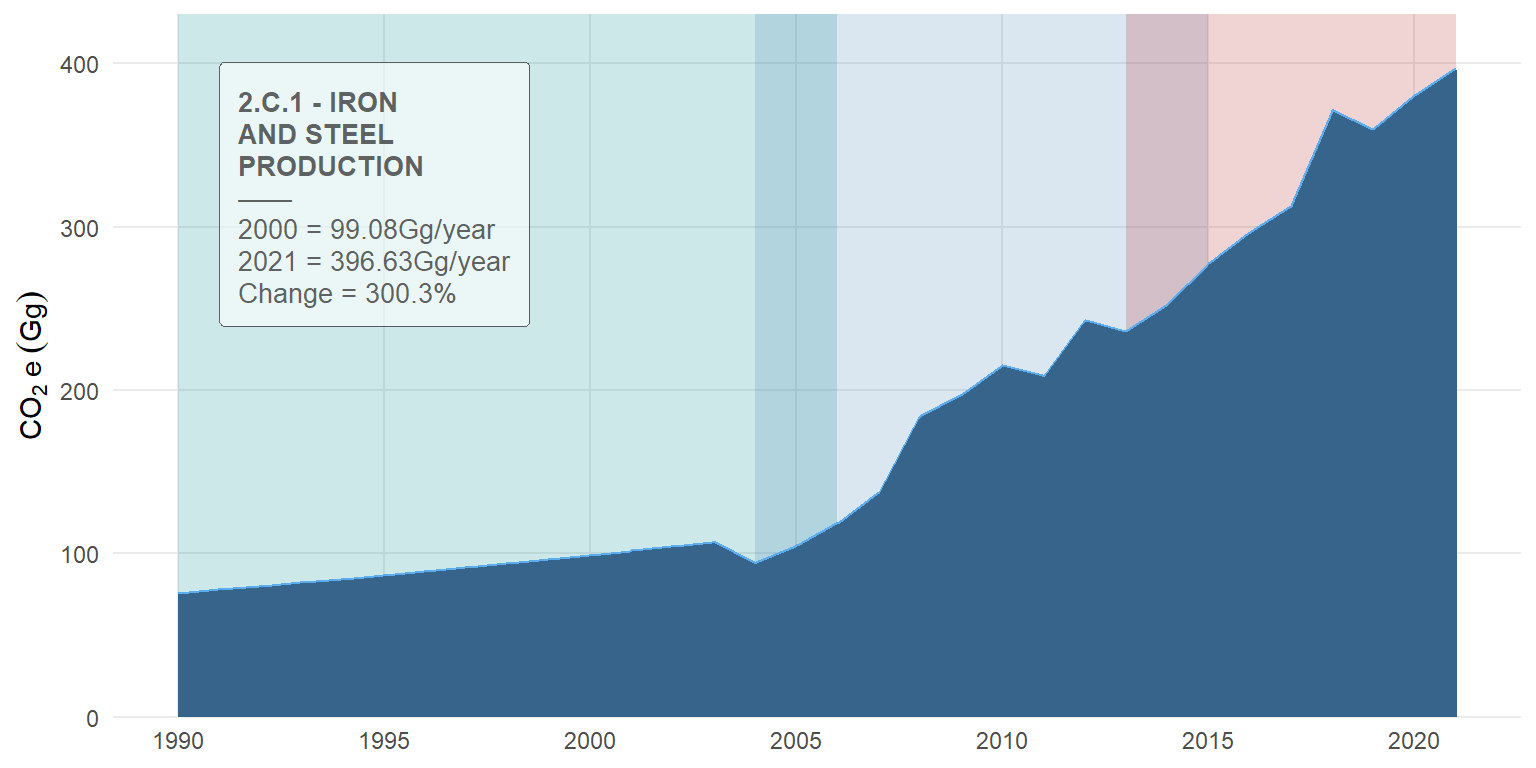 400
300
200
100
0
CO₂ e (Gg)
2.C.1 - IRON
AND STEEL
PRODUCTION
2000 = 99.08Gg/year
2021 = 396.63Gg/year
Change = 300.3%
1990 1995 2000 2005 2010 2015 2020